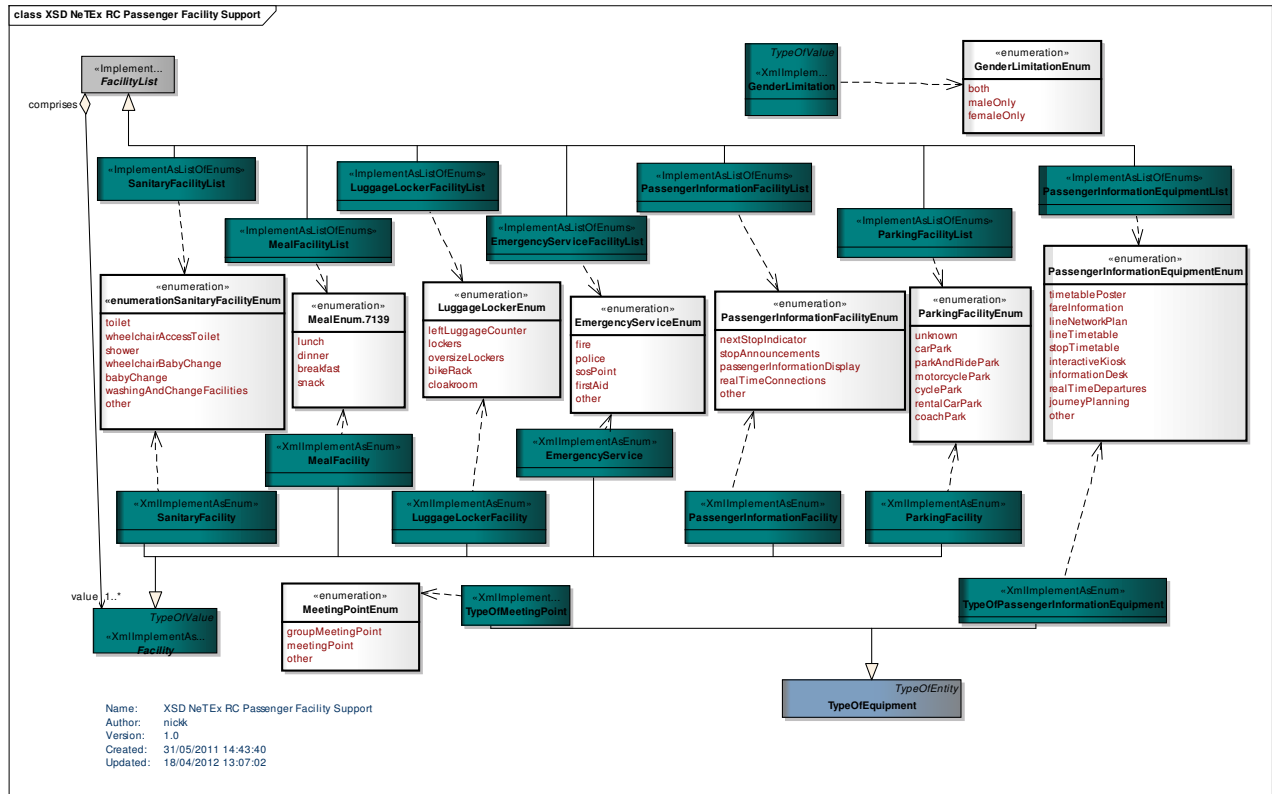 class XSD NeTEx RC Passenger Facility Support
«Implement...
FacilityList
comprises
TypeOfValue
«XmlImplem...
GenderLimitation
«enumeration»
GenderLimitationEnum
both
maleOnly
femaleOnly
«ImplementAsListOfEnums»
SanitaryFacilityList
«ImplementAsListOfEnums»
MealFacilityList
«ImplementAsListOfEnums»
LuggageLockerFacilityList
«ImplementAsListOfEnums»
EmergencyServiceFacilityList
«ImplementAsListOfEnums»
PassengerInformationFacilityList
«ImplementAsListOfEnums»
ParkingFacilityList
«ImplementAsListOfEnums»
PassengerInformationEquipmentList
«enumeration»
«enumerationSanitaryFacilityEnum
toilet
wheelchairAccessToilet
shower
wheelchairBabyChange
babyChange
washingAndChangeFacilities
other
«enumeration»
MealEnum.7139
lunch
dinner
breakfast
snack
«enumeration»
LuggageLockerEnum
leftLuggageCounter
lockers
oversizeLockers
bikeRack
cloakroom
«enumeration»
EmergencyServiceEnum
fire
police
sosPoint
firstAid
other
«enumeration»
PassengerInformationFacilityEnum
nextStopIndicator
stopAnnouncements
passengerInformationDisplay
realTimeConnections
other
«enumeration»
ParkingFacilityEnum
unknown
carPark
parkAndRidePark
motorcyclePark
cyclePark
rentalCarPark
coachPark
«enumeration»
PassengerInformationEquipmentEnum
timetablePoster
fareInformation
lineNetworkPlan
lineTimetable
stopTimetable
interactiveKiosk
informationDesk
realTimeDepartures
journeyPlanning
other
«XmlImplementAsEnum»
SanitaryFacility
«XmlImplementAsEnum»
MealFacility
«XmlImplementAsEnum»
LuggageLockerFacility
«XmlImplementAsEnum»
EmergencyService
«XmlImplementAsEnum»
PassengerInformationFacility
«XmlImplementAsEnum»
ParkingFacility
value 1..*
TypeOfValue
«XmlImplementAs...
Facility
«enumeration»
MeetingPointEnum
groupMeetingPoint
meetingPoint
other
«XmlImplement...
TypeOfMeetingPoint
«XmlImplementAsEnum»
TypeOfPassengerInformationEquipment
TypeOfEntity
TypeOfEquipment
Name: XSD NeTEx RC Passenger Facility Support
Author: nickk
Version: 1.0
Created: 31/05/2011 14:43:40
Updated: 18/04/2012 13:07:02